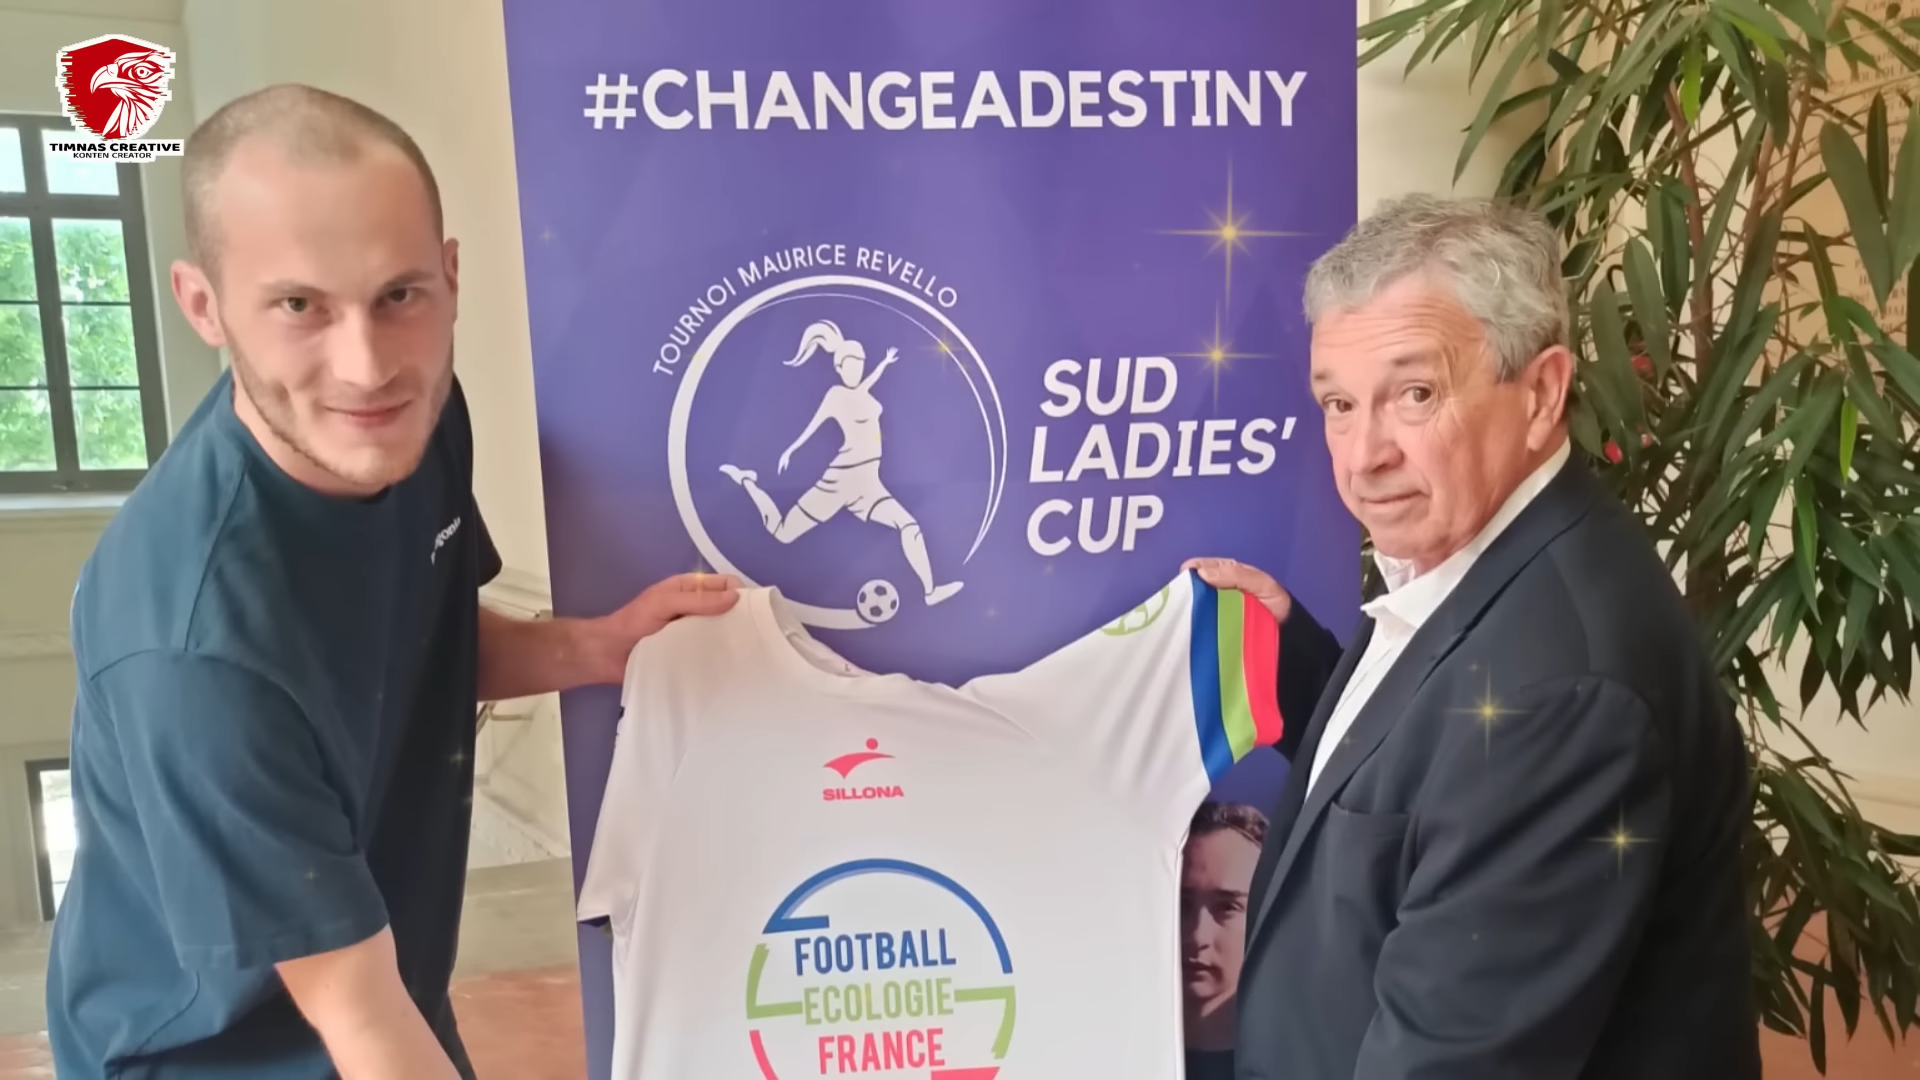 TIMNAS CREATIVE
KONTEN CREATOR
#CHANGEADESTINY
TOURNOI MAURICE REVELLO
SUD
LADIES'
CUP
SILLONA
FOOTBALL
ECOLOGIE
FRANCE